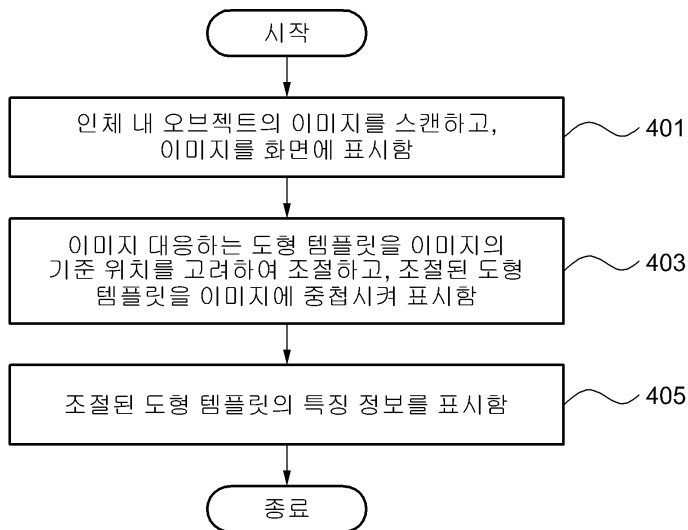 시작
인체 내 오브젝트의 이미지를 스캔하고,
이미지를 화면에 표시함
401
이미지 대응하는 도형 템플릿을 이미지의
기준 위치를 고려하여 조절하고, 조절된 도형
템플릿을 이미지에 중첩시켜 표시함
403
조절된 도형 템플릿의 특징 정보를 표시함
405
종료